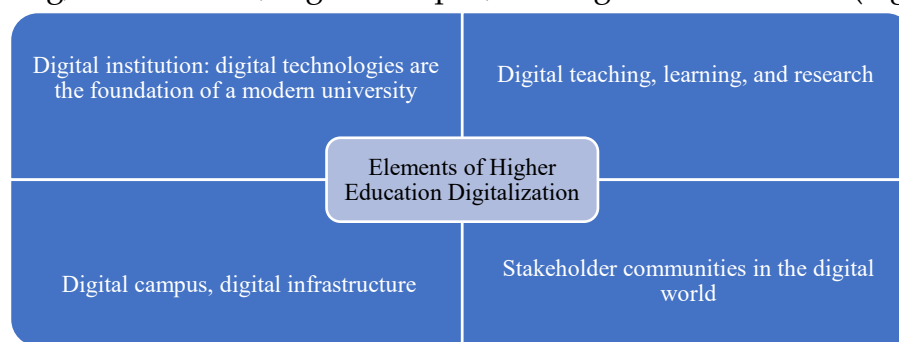 Digital institution: digital technologies are
the foundation of a modern university
Digital teaching, learning, and research
Elements of Higher
Education Digitalization
Digital campus, digital infrastructure
Stakeholder communities in the digital
world